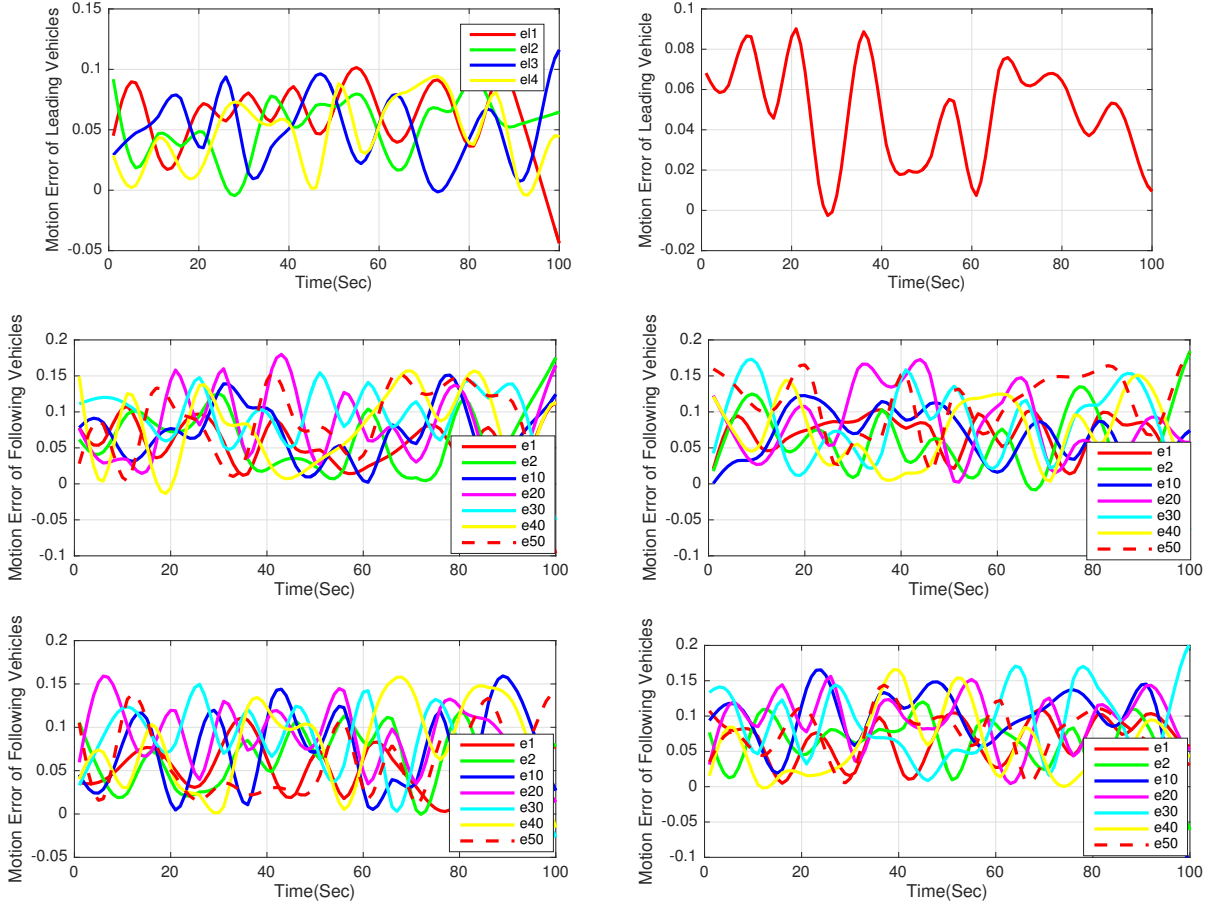 Motion Error of Leading Vehicles
0.15
0.1
0.05
0
-0.05
el1
el2
el3
el4
0 20 40 60 80 100
Time(Sec)
Motion Error of Leading Vehicle
0.1
0.08
0.06
0.04
0.02
0
-0.02
0 20 40 60 80 100
Time(Sec)
Motion Error of Following Vehicles
0.2
0.15
0.1
0.05
0
-0.05
-0.1
e1
e2
e10
e20
e30
e40
e50
0 20 40 60 80 100
Time(Sec)
Motion Error of Following Vehicles
0.2
0.15
0.1
0.05
0
-0.05
-0.1
e1
e2
e10
e20
e30
e40
e50
0 20 40 60 80 100
Time(Sec)
Motion Error of Following Vehicles
0.2
0.15
0.1
0.05
0
-0.05
e1
e2
e10
e20
e30
e40
e50
0 20 40 60 80 100
Time(Sec)
Motion Error of Following Vehicles
0.2
0.15
0.1
0.05
0
-0.05
-0.1
e1
e2
e10
e20
e30
e40
e50
0 20 40 60 80 100
Time(Sec)